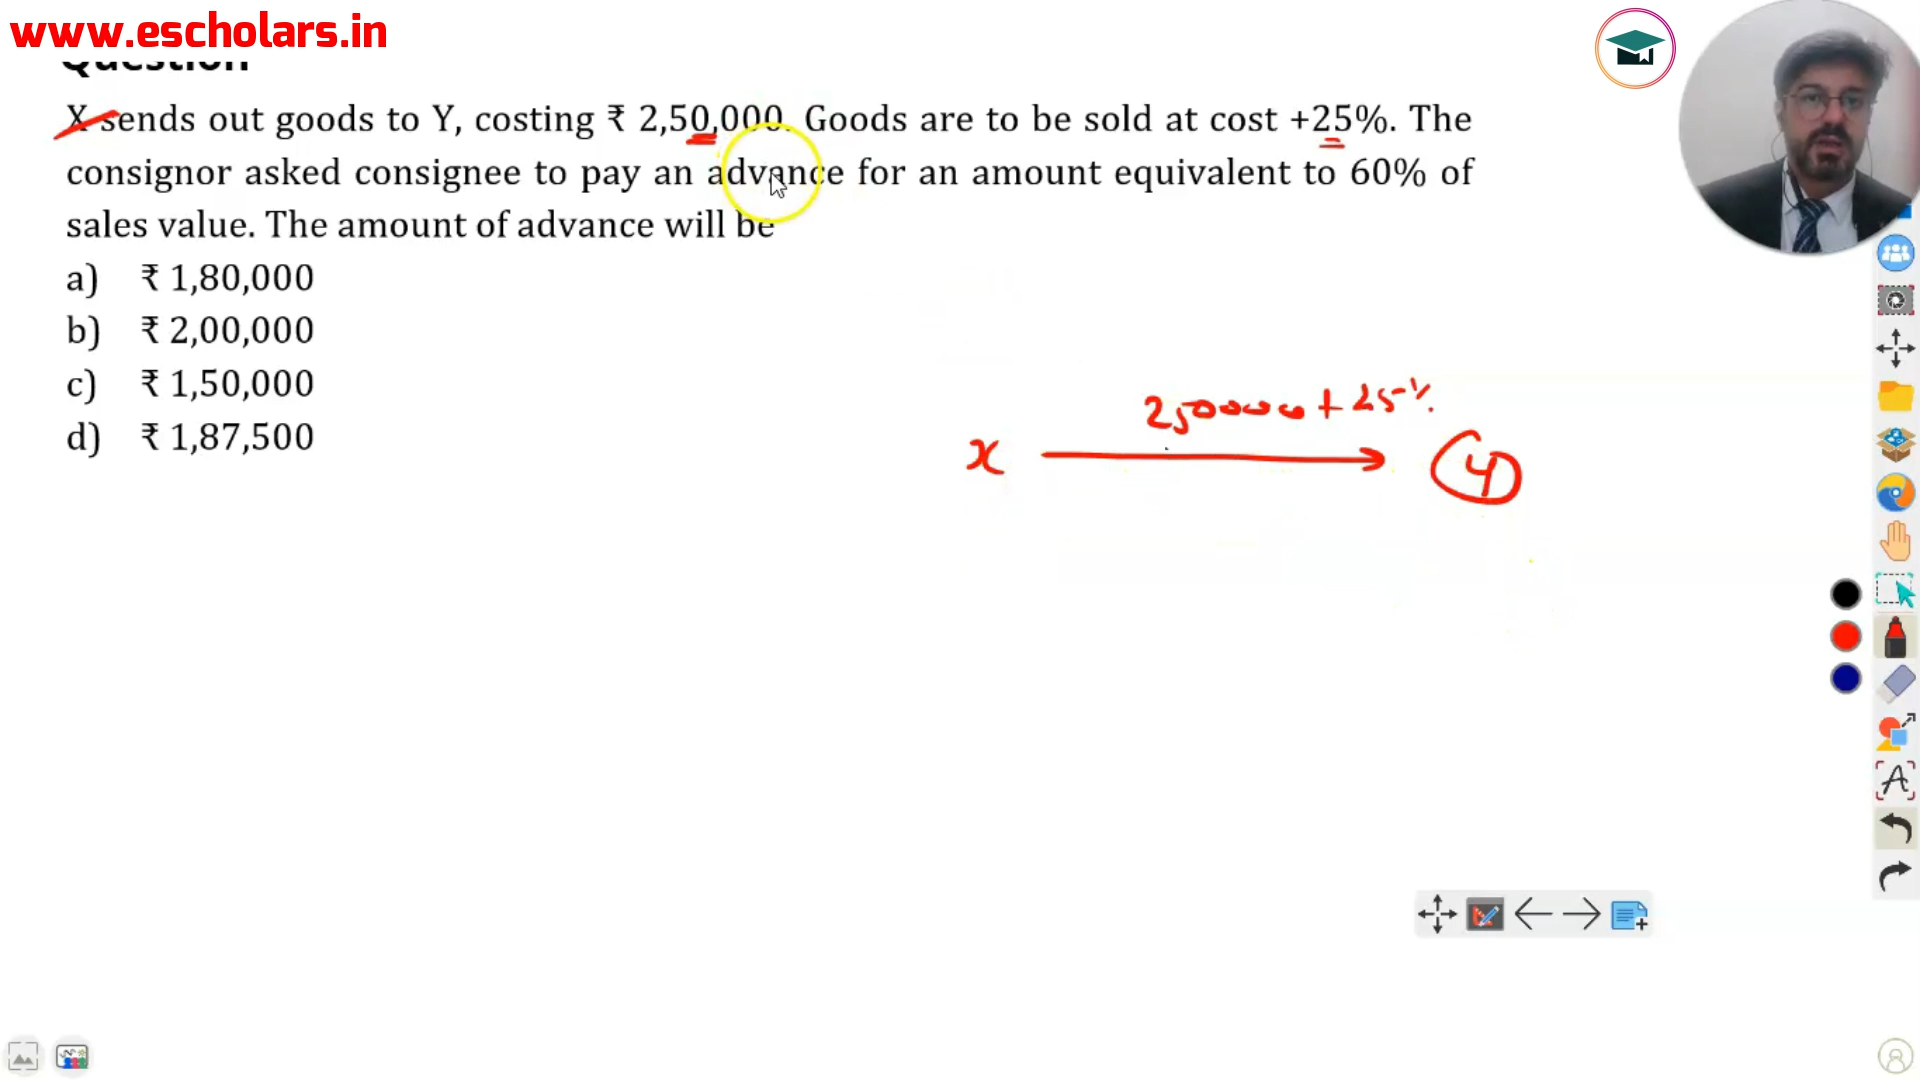 www.escholars.in
Question
X sends out goods to Y, costing ₹ 2,50,000. Goods are to be sold at cost +25%. The
consignor asked consignee to pay an advance for an amount equivalent to 60% of
sales value. The amount of advance will be
a) ₹ 1,80,000
b) ₹ 2,00,000
c) ₹ 1,50,000
d) ₹ 1,87,500
250000 + 25%
x
Y